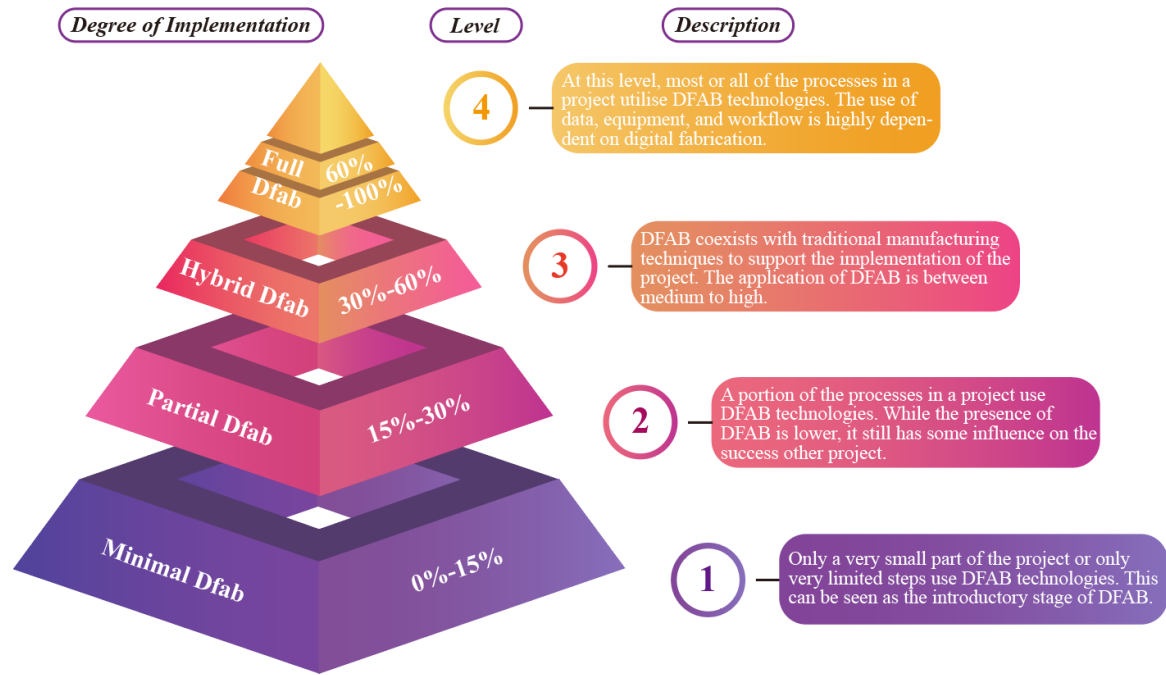 Degree of Implementation
Level
Description
Full
60%
Dfab
-100%
4
At this level, most or all of the processes in a
project utilise DFAB technologies. The use of
data, equipment, and workflow is highly depen-
dent on digital fabrication.
Hybrid Dfab
30%-60%
3
DFAB coexists with traditional manufacturing
techniques to support the implementation of the
project. The application of DFAB is between
medium to high.
Partial Dfab
15%-30%
2
A portion of the processes in a project use
DFAB technologies. While the presence of
DFAB is lower, it still has some influence on the
success other project.
Minimal Dfab
0%-15%
1
Only a very small part of the project or only
very limited steps use DFAB technologies. This
can be seen as the introductory stage of DFAB.